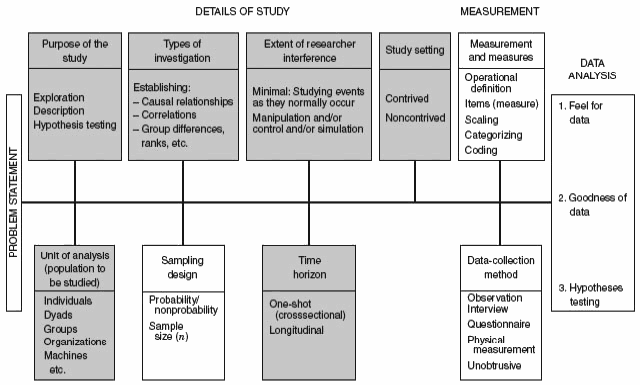 DETAILS OF STUDY
MEASUREMENT
Purpose of the
study
Exploration
Description
Hypothesis testing
Types of
investigation
Establishing:
– Causal relationships
– Correlations
– Group differences,
ranks, etc.
Extent of researcher
interference
Minimal: Studying events
as they normally occur
Manipulation and/or
control and/or simulation
Study setting
Contrived
Noncontrived
Measurement
and measures
Operational
definition
Items (measure)
Scaling
Categorizing
Coding
DATA
ANALYSIS
1. Feel for
data
2. Goodness of
data
3. Hypotheses
testing
PROBLEM STATEMENT
Unit of analysis
(population to
be studied)
Individuals
Dyads
Groups
Organizations
Machines
etc.
Sampling
design
Probability/
nonprobability
Sample
size (n)
Time
horizon
One-shot
(crosssectional)
Longitudinal
Data-collection
method
Observation
Interview
Questionnaire
Physical
measurement
Unobtrusive